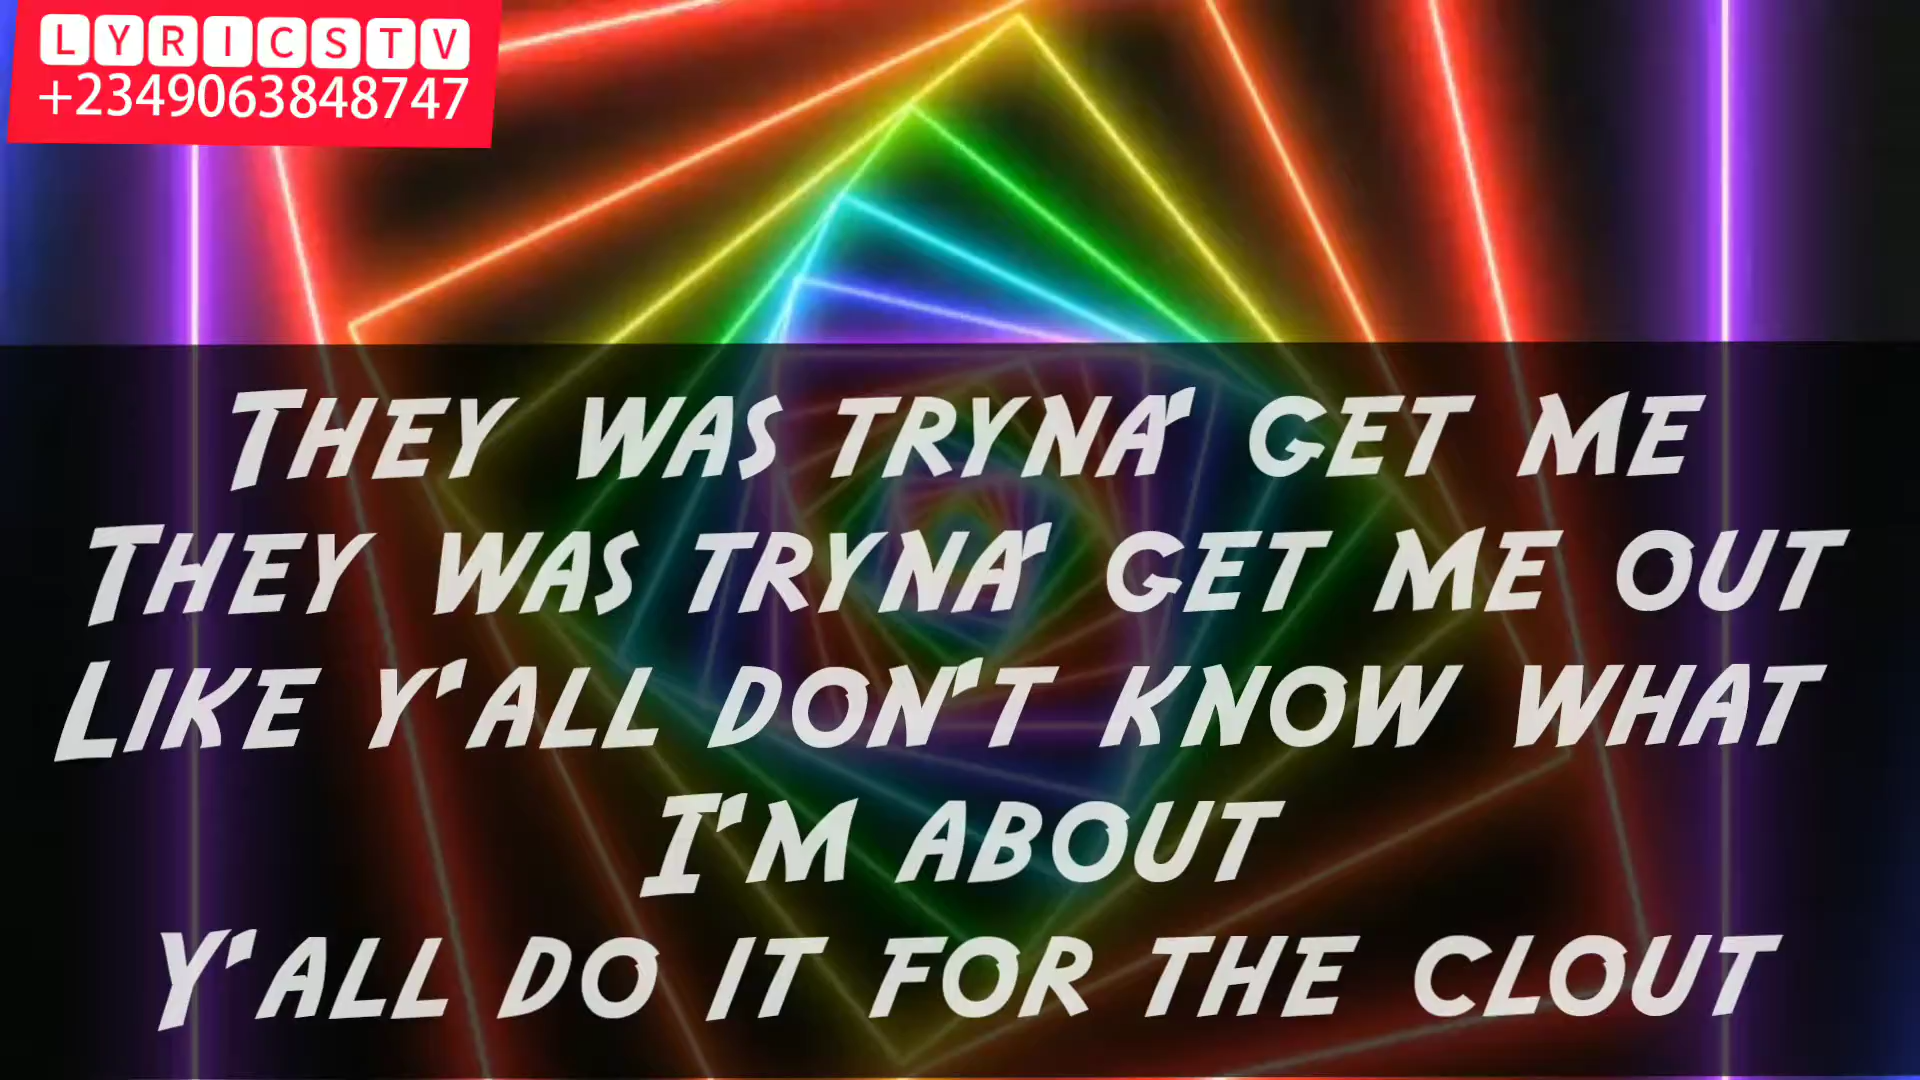 LYRICSTV
+2349063848747
They was tryna' get me
They was tryna' get me out
Like y'all don't know what
I'm about
Y'all do it for the clout